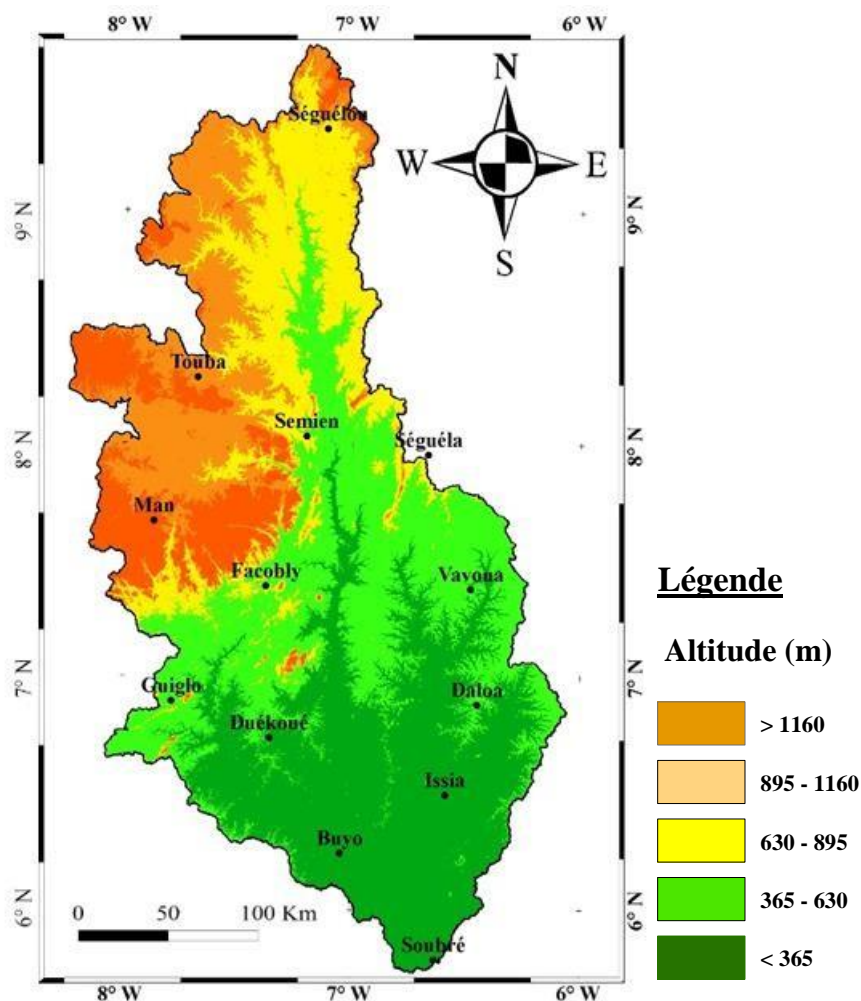 8° W 7° W 6° W
N
W E
S
Séguélon
9° N 9° N
Touba
Semien
Séguéla
8° N 8° N
Man
Facobly
Vavoua
Légende
Altitude (m)
7° N 7° N
Guiglo
Daloa
Duékoué
> 1160
Issia
895 - 1160
Buyo
630 - 895
365 - 630
6° N 6° N
0 50 100 Km
Soubré
< 365
8° W 7° W 6° W